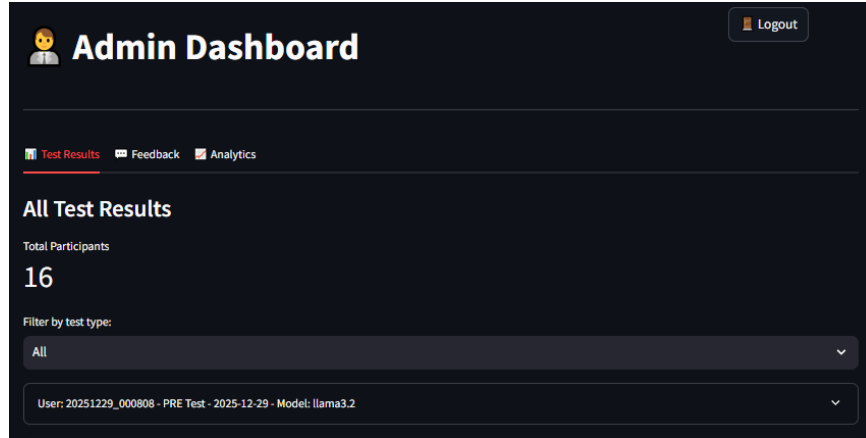 Admin Dashboard
Logout
Test Results Feedback Analytics
All Test Results
Total Participants
16
Filter by test type:
All
User: 20251229_000808 - PRE Test - 2025-12-29 - Model: llama3.2